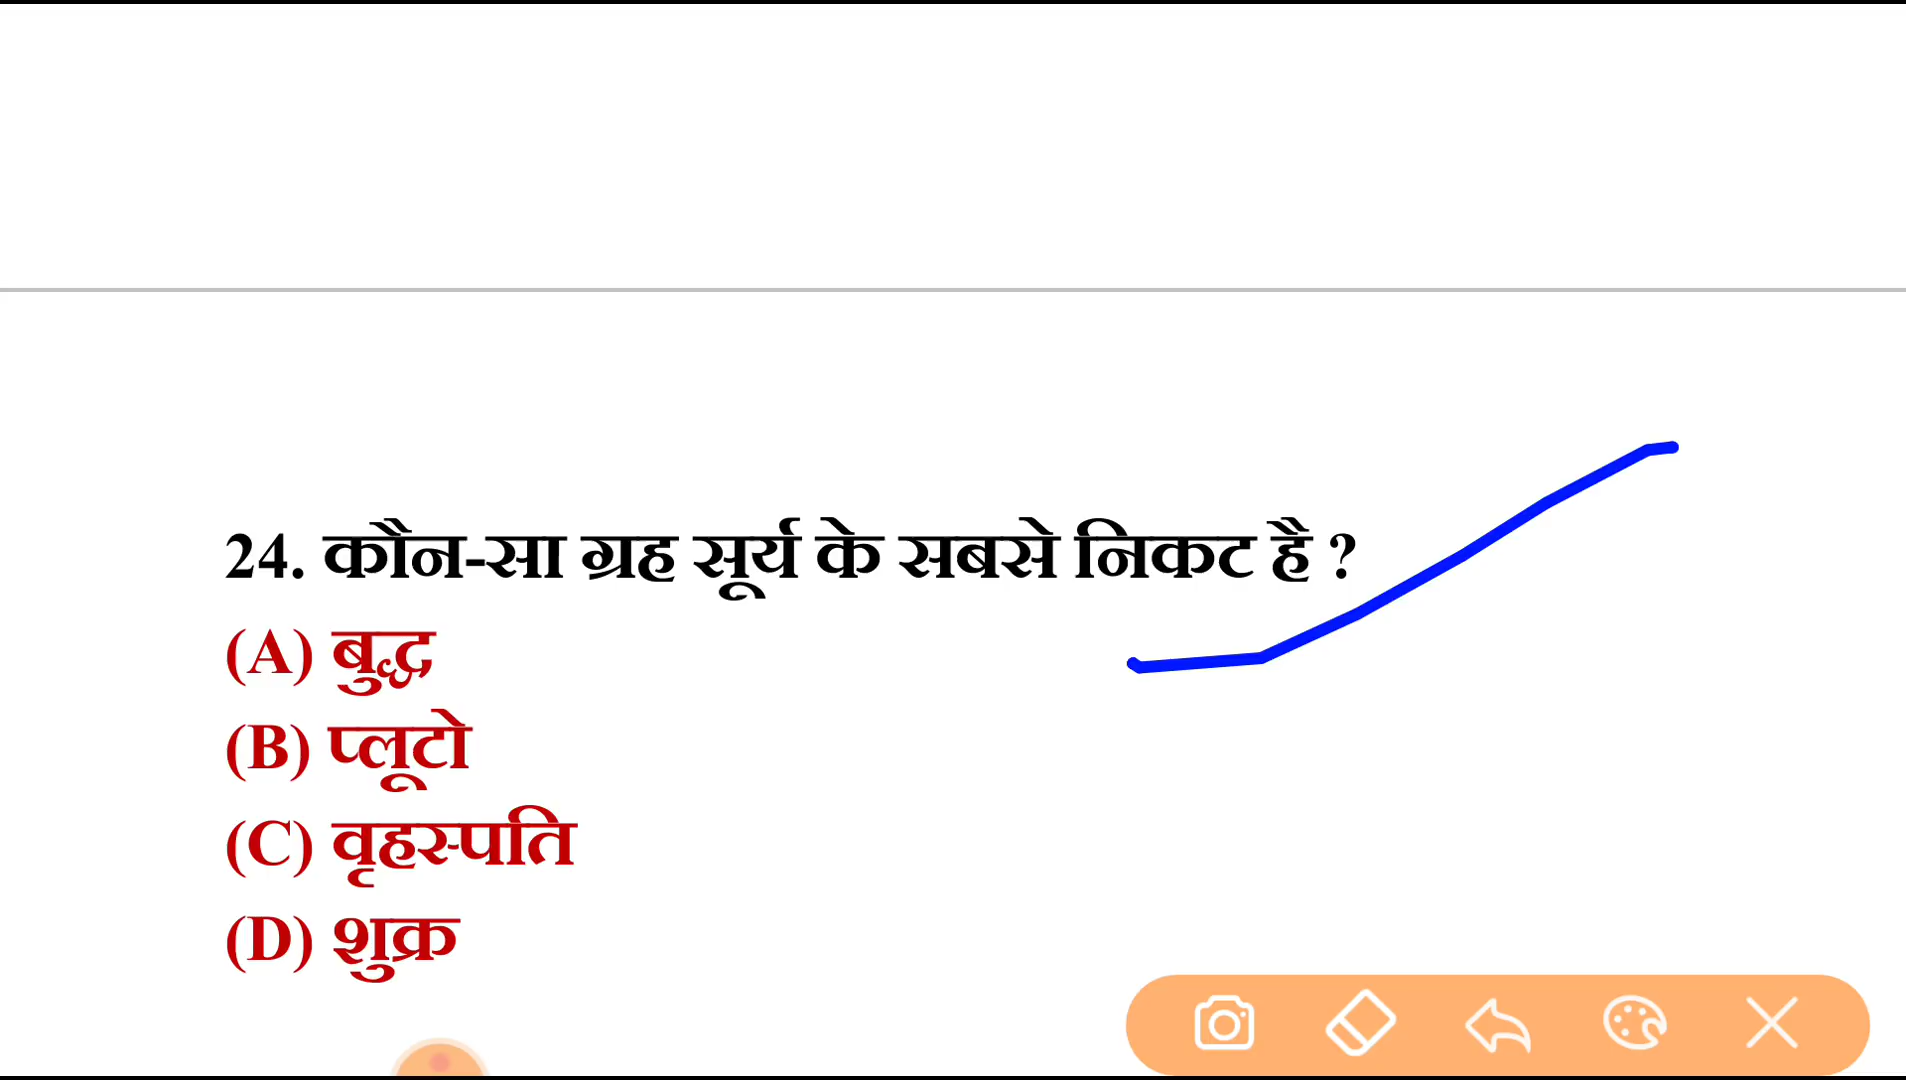 24. कौन-सा ग्रह सूर्य के सबसे निकट है ?
(A) बुद्ध
(B) प्लूटो
(C) वृहस्पति
(D) शुक्र